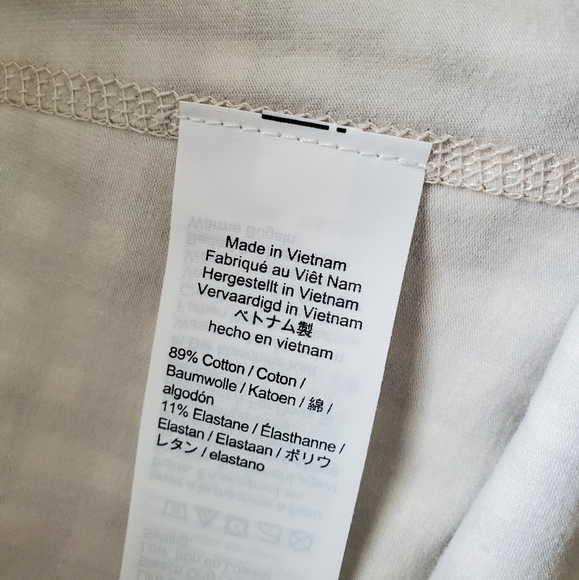 Made in Vietnam
Fabriqué au Viêt Nam
Hergestellt in Vietnam
Vervaardigd in Vietnam
ベトナム製
hecho en vietnam
89% Cotton / Coton /
Baumwolle / Katoen / 綿 /
algodón
11% Elastane / Élasthanne /
Elastan / Elastaan / ポリウ
レタン / elastano